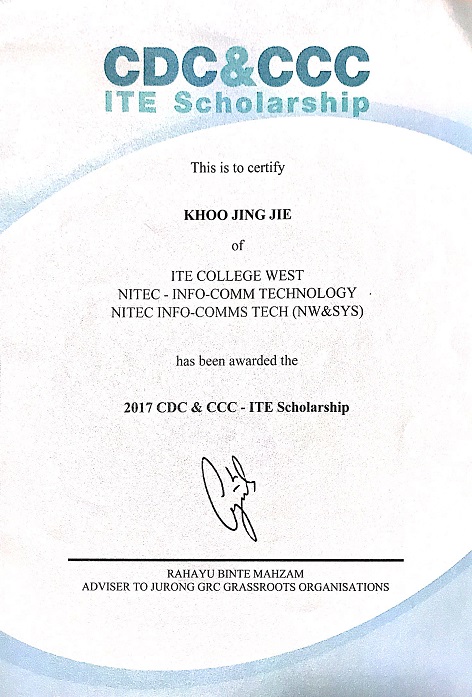 CDC&CCC
ITE Scholarship
This is to certify
KHOO JING JIE
of
ITE COLLEGE WEST
NITEC - INFO-COMM TECHNOLOGY
NITEC INFO-COMMS TECH (NW&SYS)
has been awarded the
2017 CDC & CCC - ITE Scholarship
RAHAYU BINTE MAHZAM
ADVISER TO JURONG GRC GRASSROOTS ORGANISATIONS